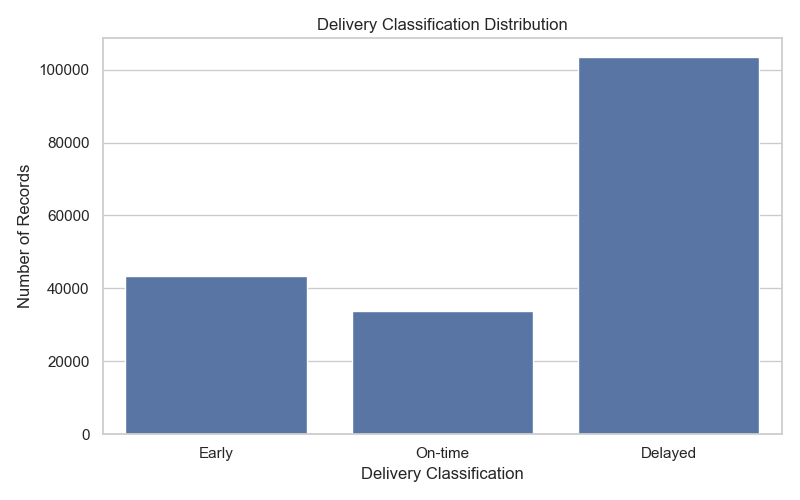 Delivery Classification Distribution
Number of Records
100000
80000
60000
40000
20000
0
Early
On-time
Delayed
Delivery Classification